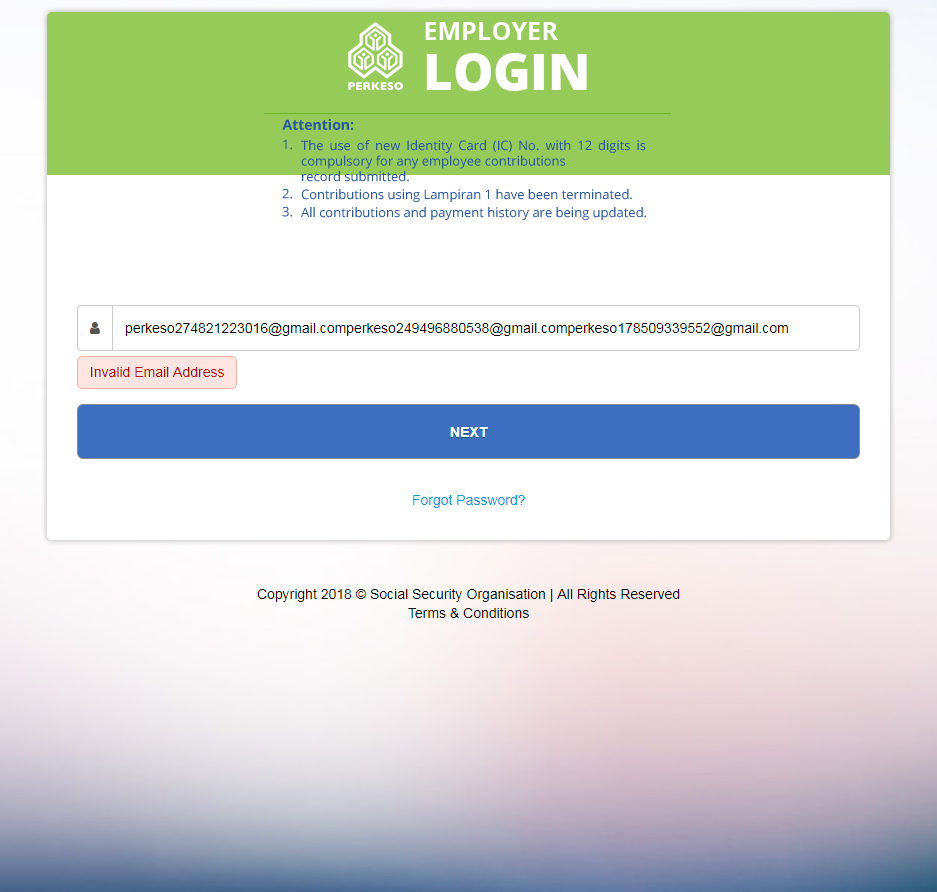 EMPLOYER
LOGIN
PERKESO
Attention:
1. The use of new Identity Card (IC) No. with 12 digits is
compulsory for any employee contributions
record submitted.
2. Contributions using Lampiran 1 have been terminated.
3. All contributions and payment history are being updated.
perkeso274821223016@gmail.comperkeso249496880538@gmail.comperkeso178509339552@gmail.com
Invalid Email Address
NEXT
Forgot Password?
Copyright 2018 © Social Security Organisation | All Rights Reserved
Terms & Conditions